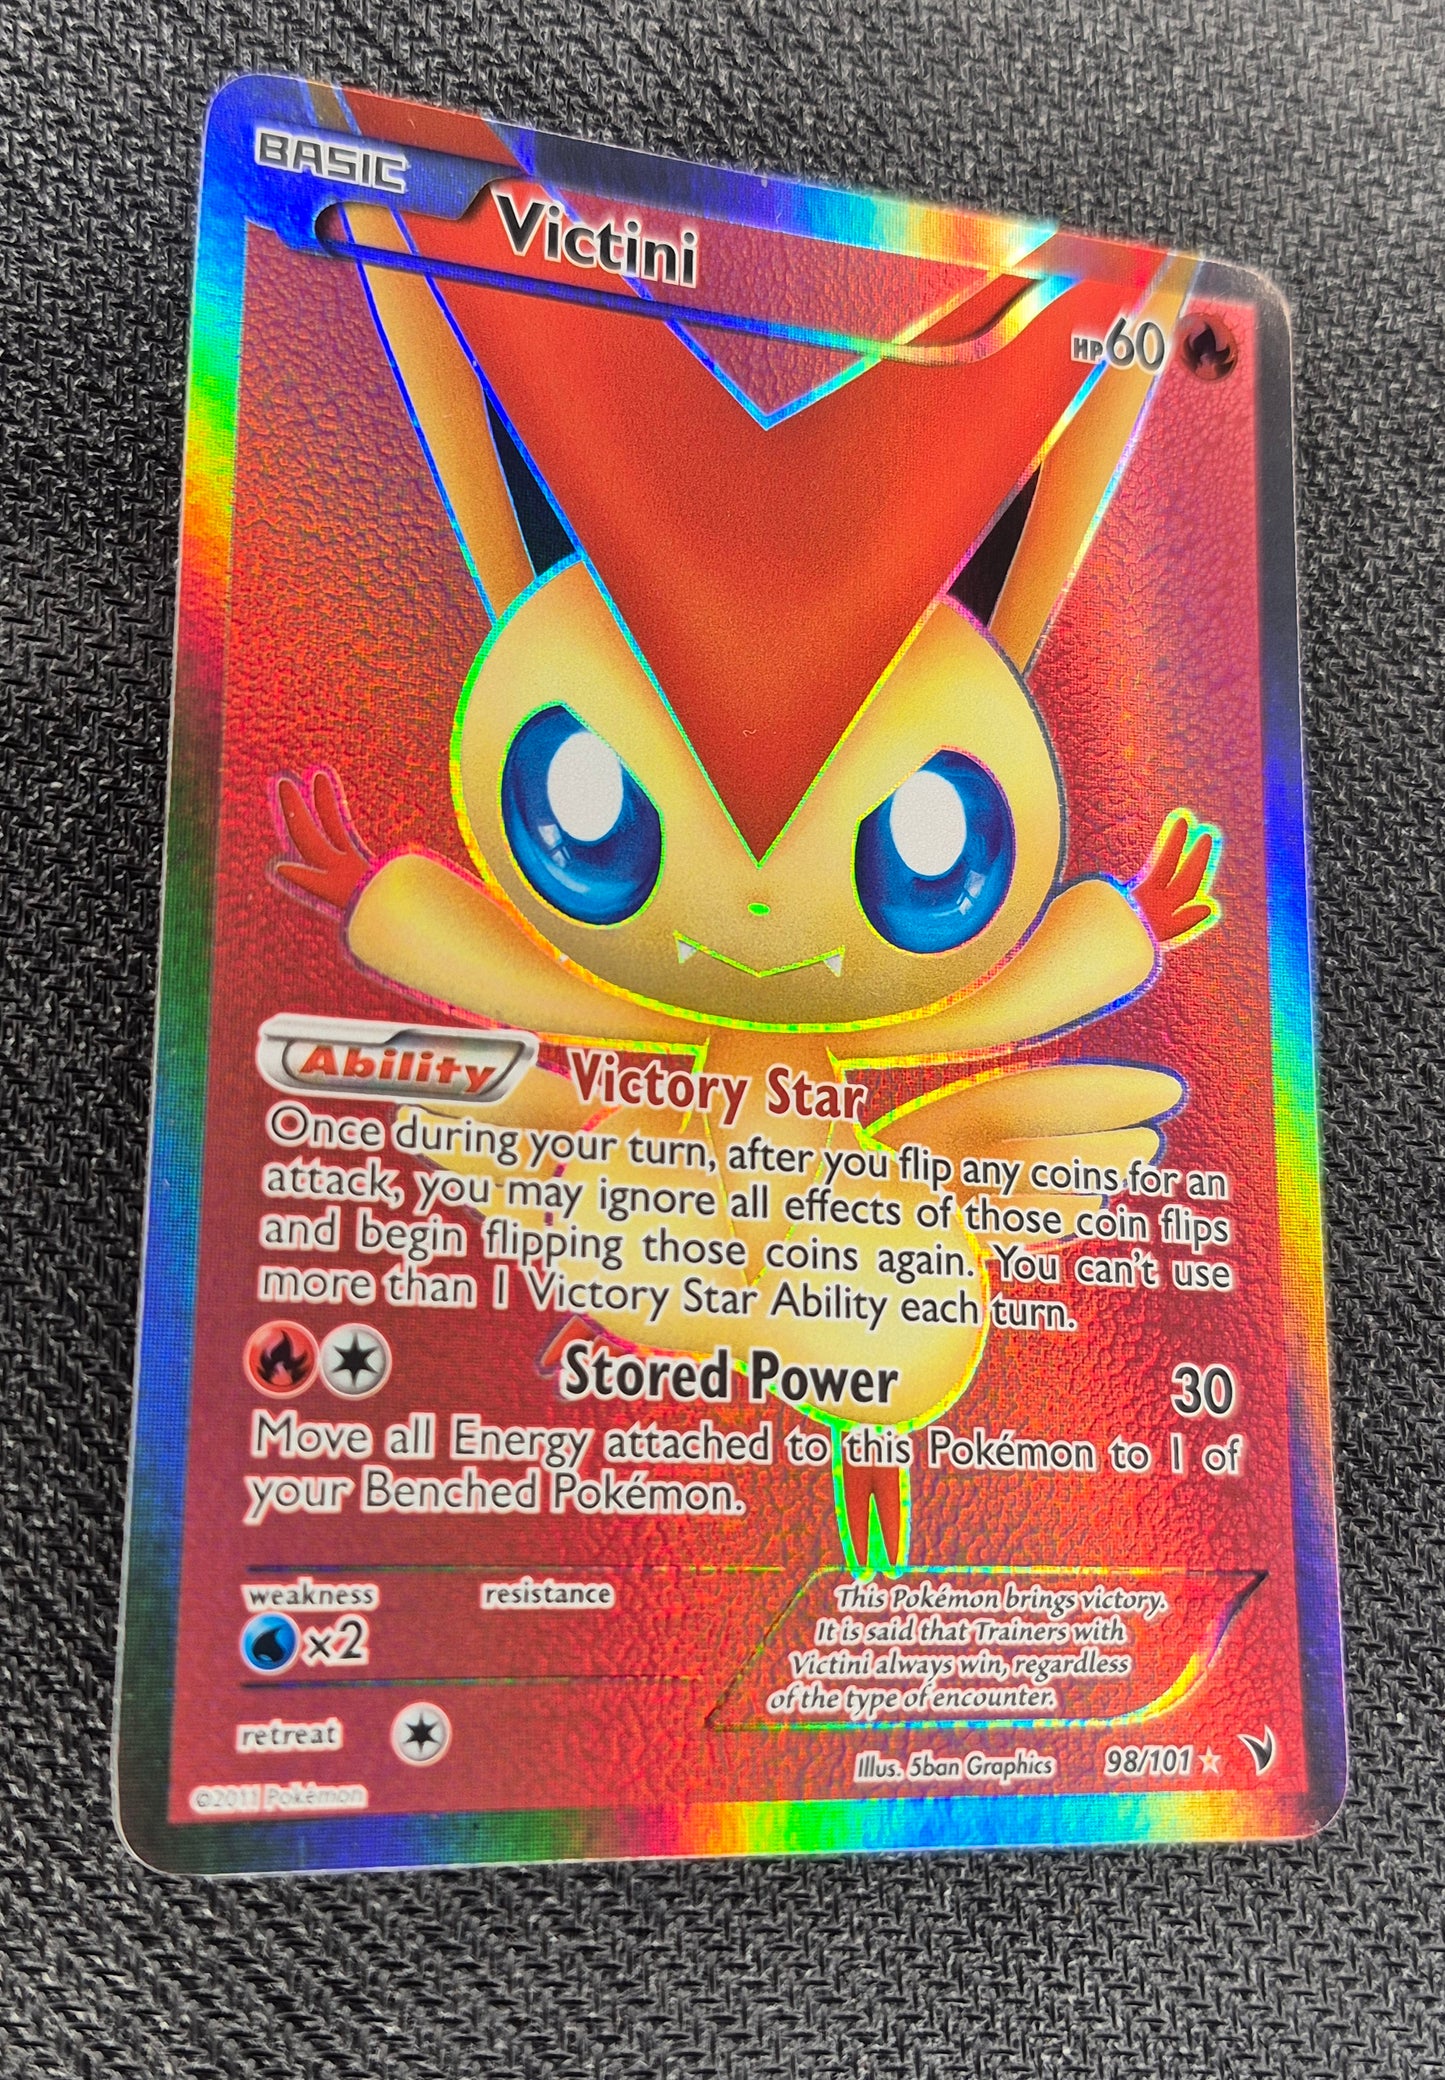 BASIC
Victini
HP60
Ability Victory Star
Once during your turn, after you flip any coins for an
attack, you may ignore all effects of those coin flips
and begin flipping those coins again. You can't use
more than 1 Victory Star Ability each turn.
Stored Power 30
Move all Energy attached to this Pokémon to 1 of
your Benched Pokémon.
weakness resistance
×2
This Pokémon brings victory.
It is said that Trainers with
Victini always win, regardless
of the type of encounter.
retreat
Illus. 5ban Graphics 98/101
©2011 Pokémon